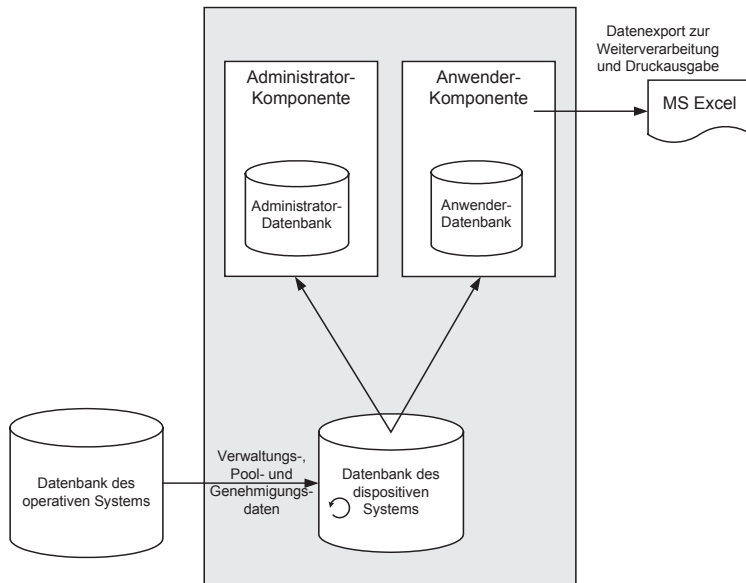 Datenexport zur
Weiterverarbeitung
und Druckausgabe
MS Excel
Administrator-
Komponente
Administrator-
Datenbank
Anwender-
Komponente
Anwender-
Datenbank
Datenbank des
operativen Systems
Verwaltungs-,
Pool- und
Genehmigungs-
daten
Datenbank des
dispositiven
Systems